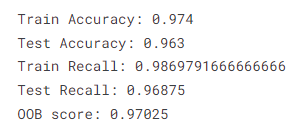 Train Accuracy: 0.974
Test Accuracy: 0.963
Train Recall: 0.9869791666666666
Test Recall: 0.96875
OOB score: 0.97025